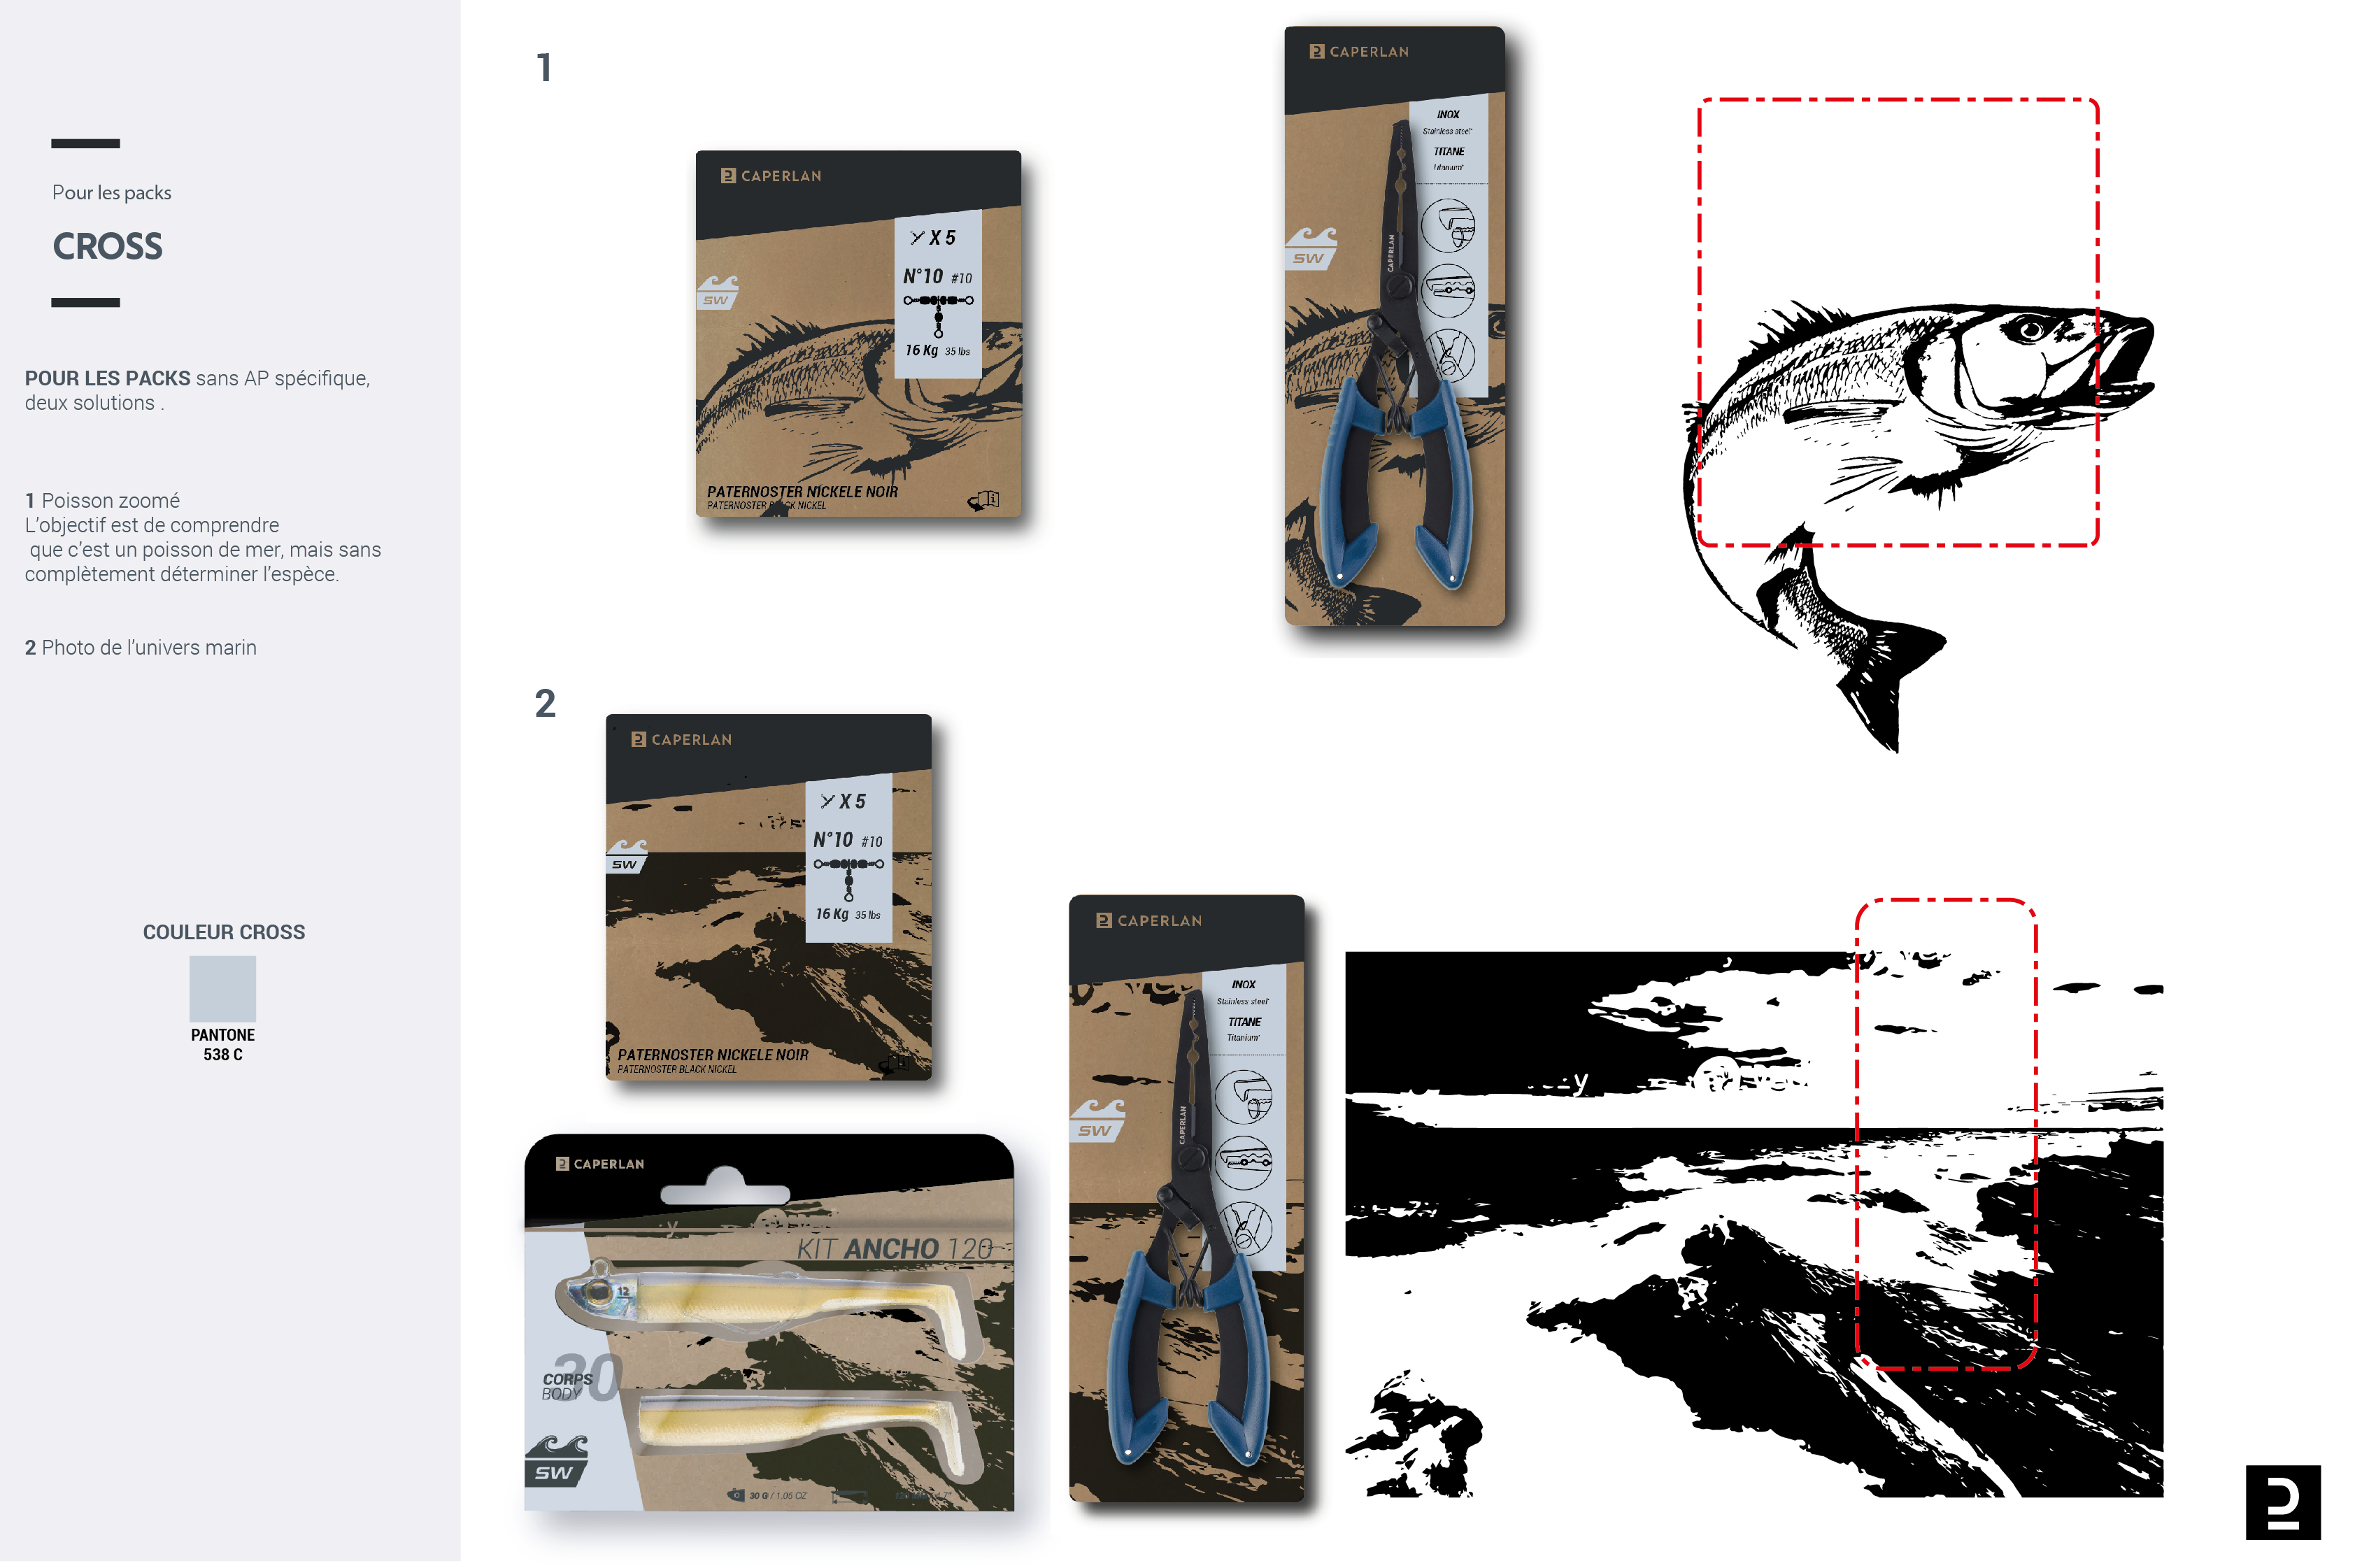 Pour les packs
CROSS
POUR LES PACKS sans AP spécifique,
deux solutions .
1 Poisson zoomé
L'objectif est de comprendre
que c'est un poisson de mer, mais sans
complètement déterminer l'espèce.
2 Photo de l'univers marin
COULEUR CROSS
PANTONE
538 C
1
CAPERLAN
X 5
N°10 #10
16 Kg 35 lbs
SW
PATERNOSTER NICKELE NOIR
PATERNOSTER BLACK NICKEL
CAPERLAN
INOX
Stainless steel*
TITANE
Titanium*
CAPERLAN
SW
2
CAPERLAN
X 5
N°10 #10
16 Kg 35 lbs
SW
PATERNOSTER NICKELE NOIR
PATERNOSTER BLACK NICKEL
CAPERLAN
KIT ANCHO 120
12
30
CORPS
BODY
SW
30 G / 1.05 OZ
CAPERLAN
INOX
Stainless steel*
TITANE
Titanium*
CAPERLAN
SW